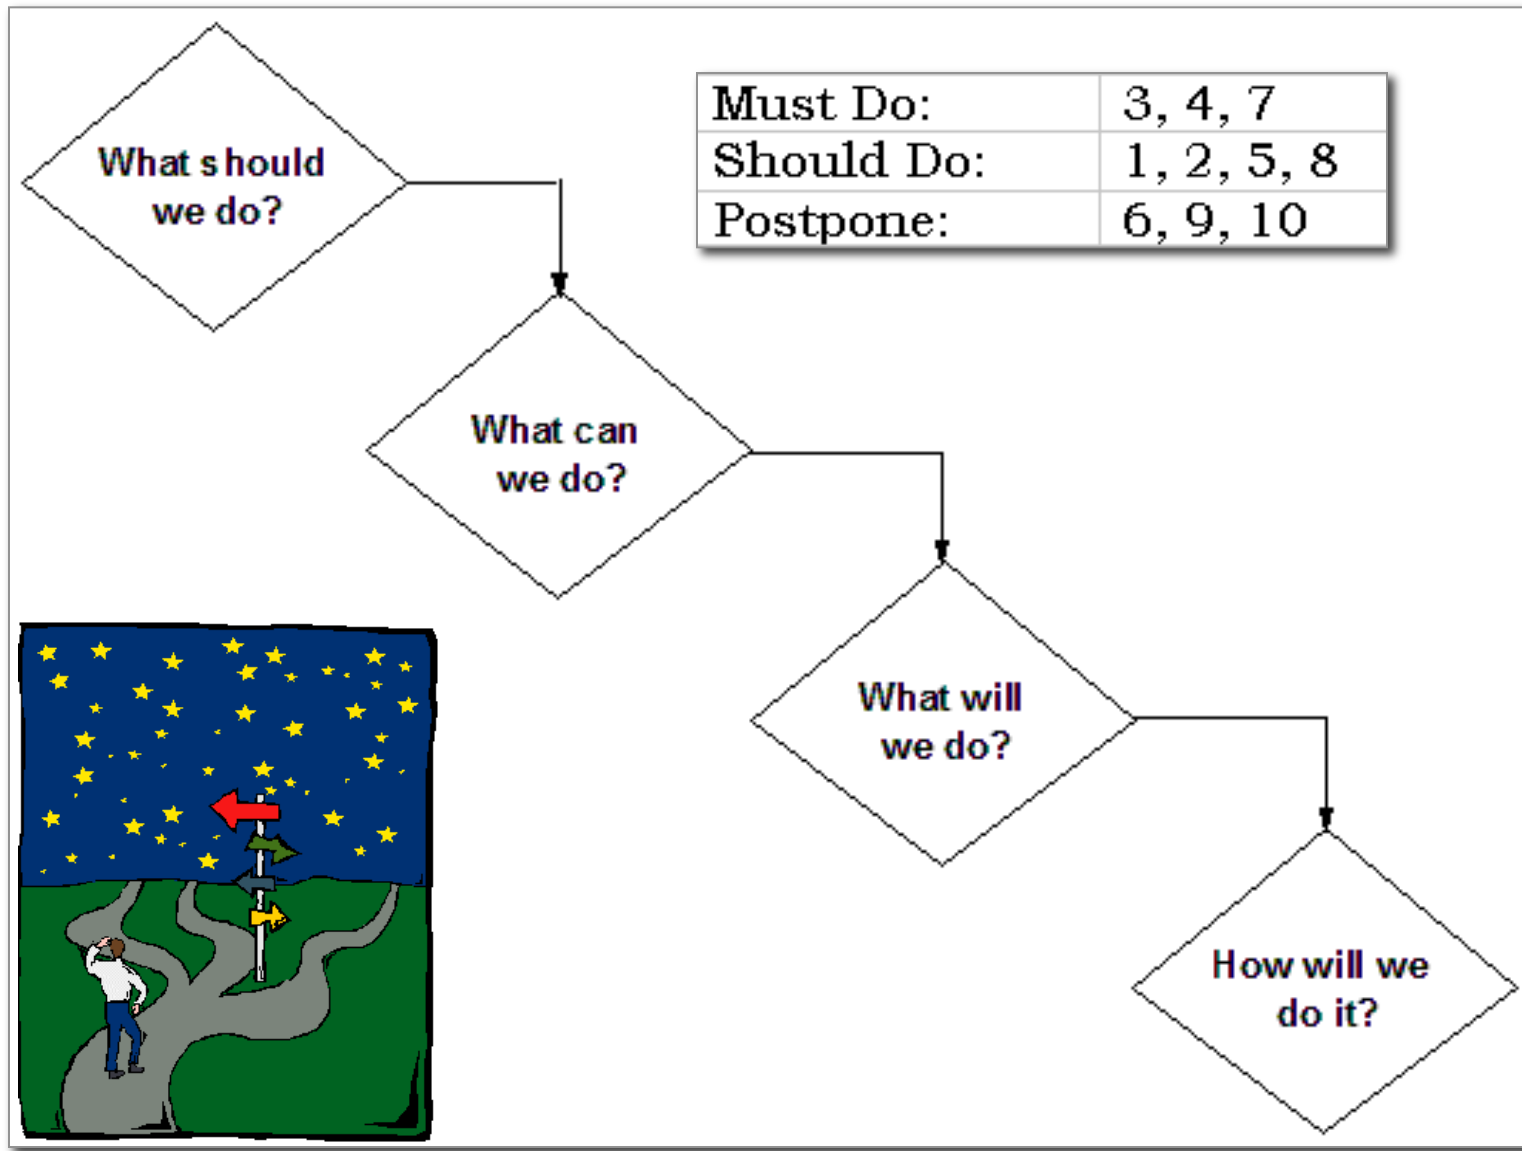 What should
we do?
Must Do: 3, 4, 7
Should Do: 1, 2, 5, 8
Postpone: 6, 9, 10
What can
we do?
What will
we do?
How will we
do it?